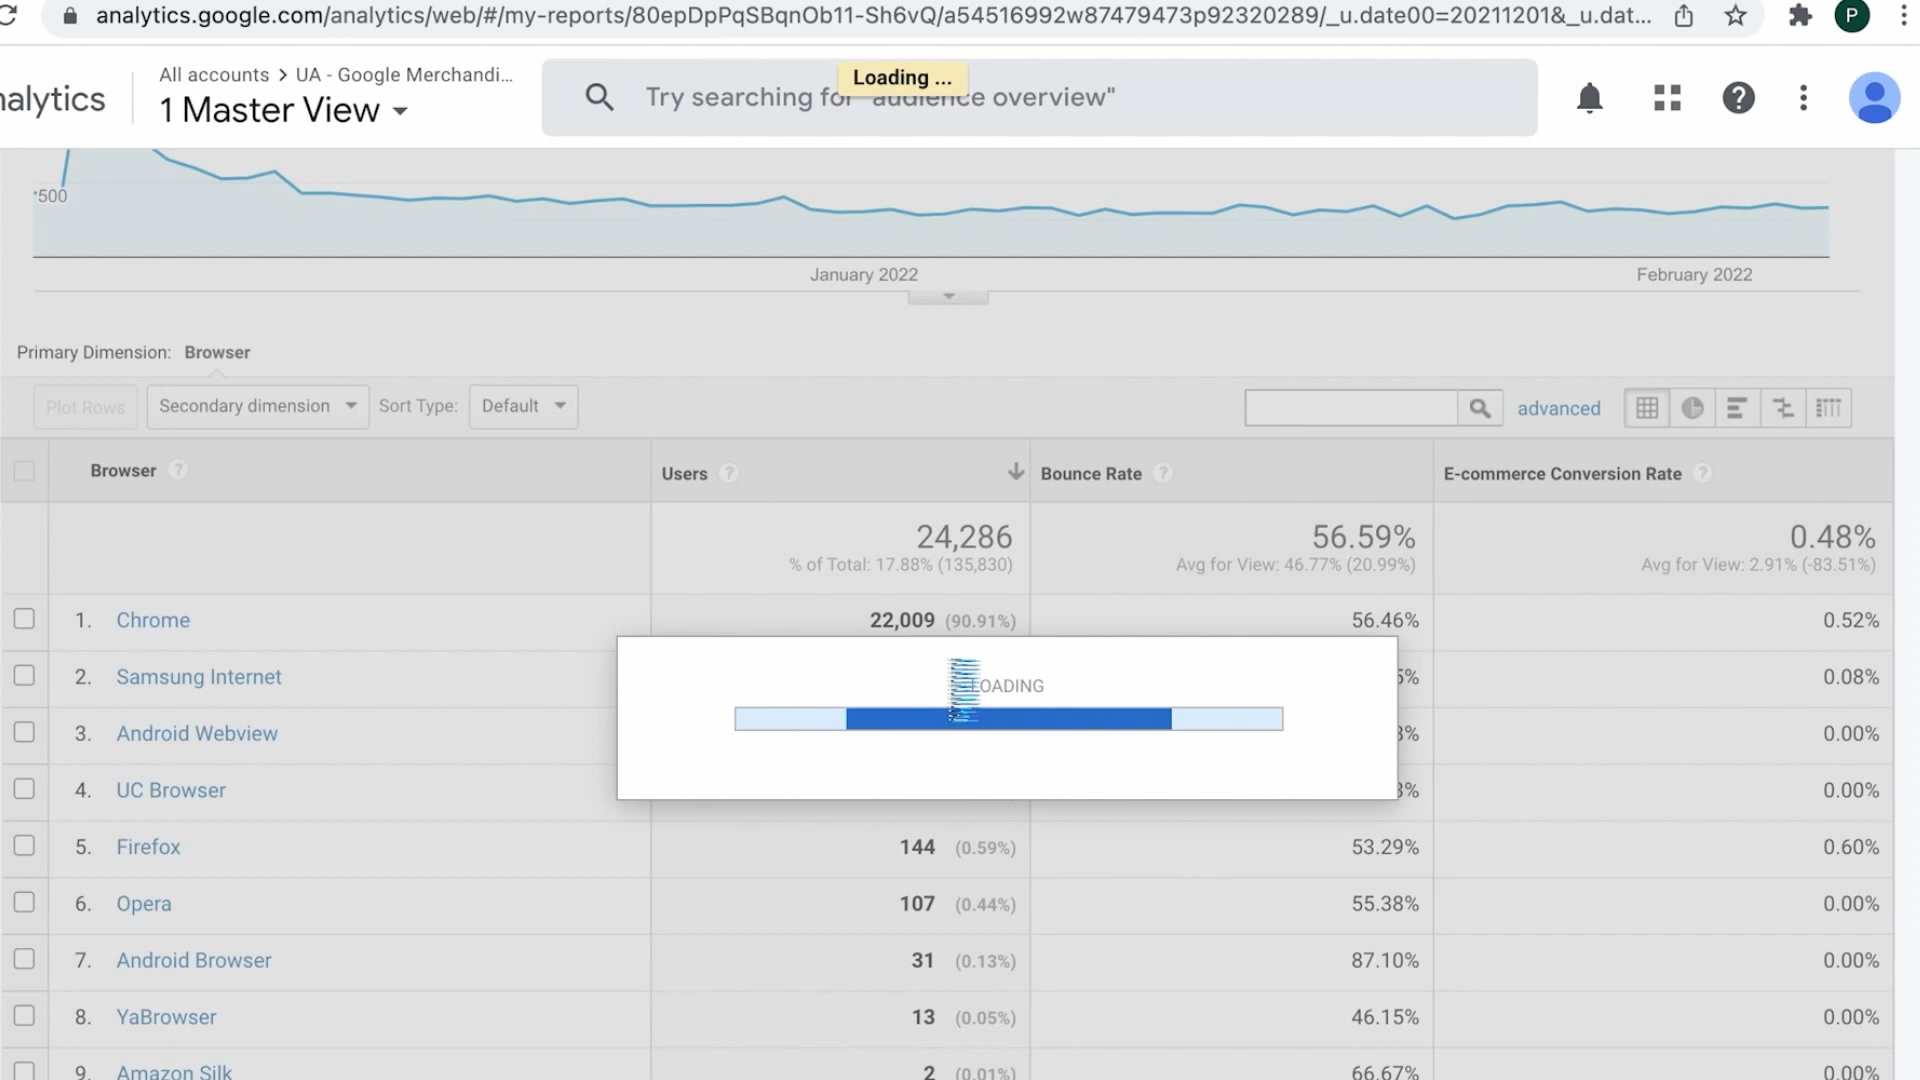 analytics.google.com/analytics/web/#/my-reports/80epDpPqSBqnOb11-Sh6vQ/a54516992w87479473p92320289/_u.date00=20211201&_u.dat...
P
nalytics
All accounts > UA - Google Merchandi...
1 Master View
Try searching for "audience overview"
Loading ...
500
January 2022
February 2022
Primary Dimension: Browser
Plot Rows
Secondary dimension
Sort Type: Default
advanced
Browser ? Users ? Bounce Rate ? E-commerce Conversion Rate ?
24,286 56.59% 0.48%
% of Total: 17.88% (135,830) Avg for View: 46.77% (20.99%) Avg for View: 2.91% (-83.51%)
1. Chrome 22,009 (90.91%) 56.46% 0.52%
LOADING
2. Samsung Internet 0.08%
3. Android Webview 0.00%
4. UC Browser 0.00%
5. Firefox 144 (0.59%) 53.29% 0.60%
6. Opera 107 (0.44%) 55.38% 0.00%
7. Android Browser 31 (0.13%) 87.10% 0.00%
8. YaBrowser 13 (0.05%) 46.15% 0.00%
9. Amazon Silk 2 (0.01%) 66.67% 0.00%